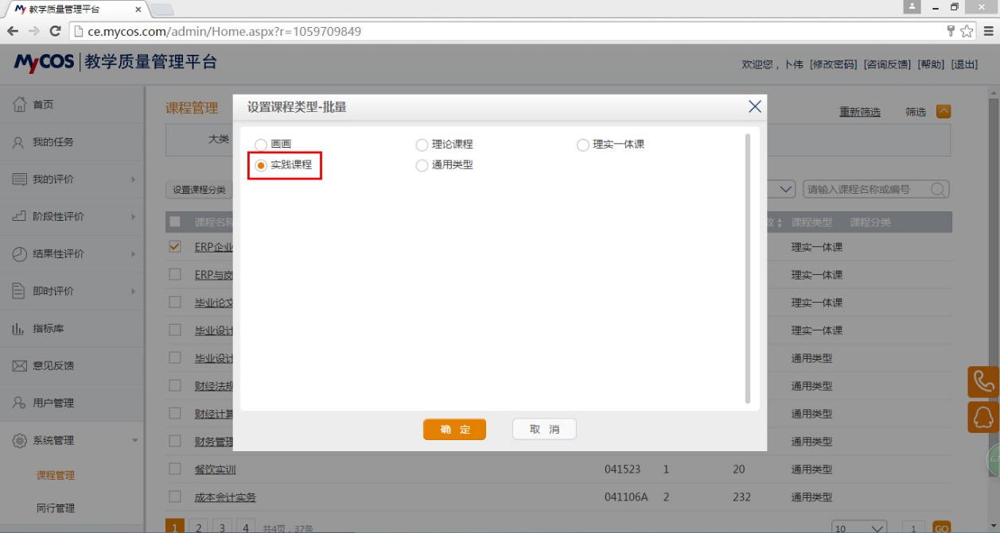 My 教学质量管理平台
ce.mycos.com/admin/Home.aspx?r=1059709849
MyCOS 教学质量管理平台
欢迎您，卜伟 [修改密码] [咨询反馈] [帮助] [退出]
首页
我的任务
我的评价
阶段性评价
结果性评价
即时评价
指标库
意见反馈
用户管理
系统管理
课程管理
同行管理
课程管理
重新筛选 筛选
大类
设置课程分类
请输入课程名称或编号
设置课程类型-批量
画画 理论课程 理实一体课
实践课程 通用类型
确 定 取 消
课程名称 数 课程类型 课程分类
ERP企业 理实一体课
ERP与岗 理实一体课
毕业论文 理实一体课
毕业设计 理实一体课
毕业设计 通用类型
财经法规 通用类型
财经计算 通用类型
财务管理 通用类型
餐饮实训 041523 1 20 通用类型
成本会计实务 041106A 2 232 通用类型
1 2 3 4 共4页，37条 10 1 GO